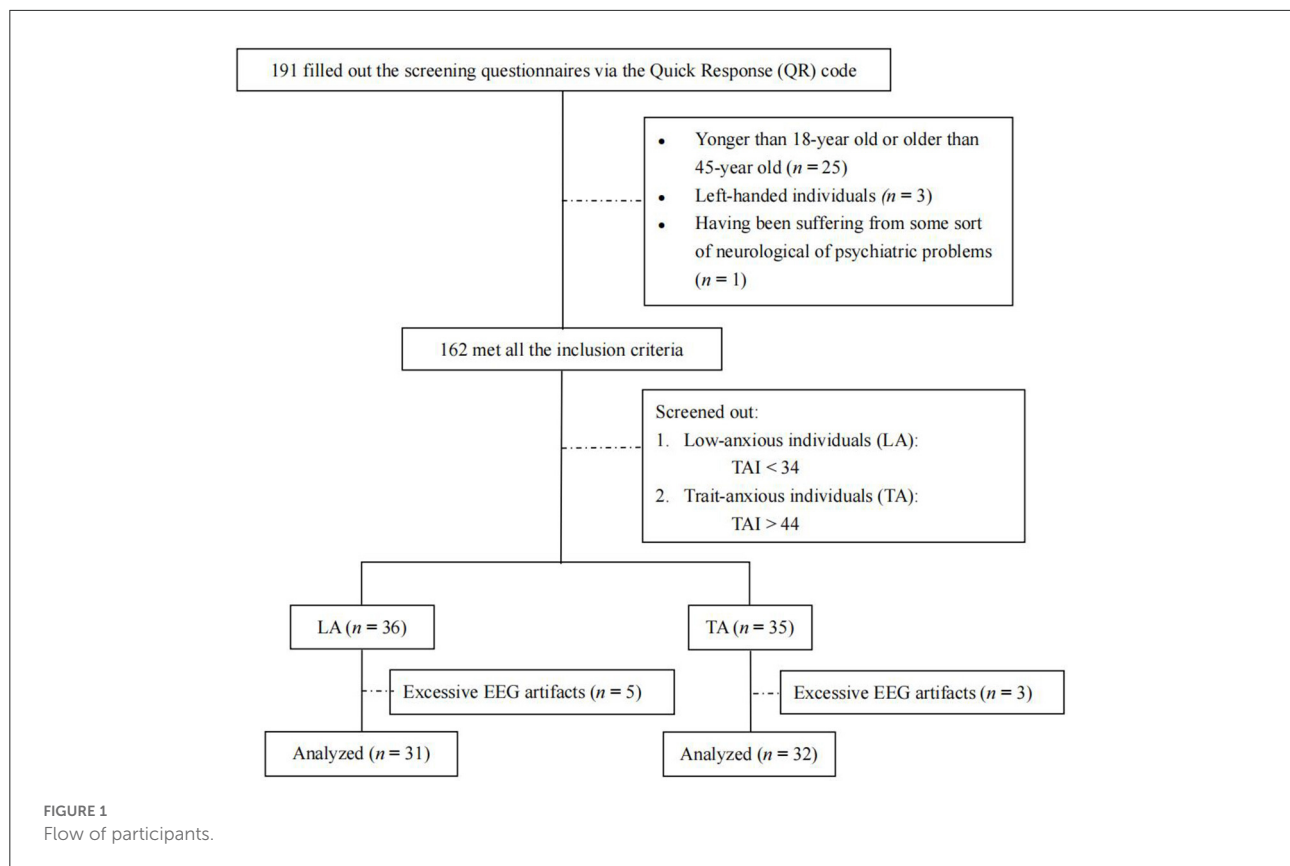 191 filled out the screening questionnaires via the Quick Response (QR) code
• Yonger than 18-year old or older than
45-year old (n = 25)
• Left-handed individuals (n = 3)
• Having been suffering from some sort
of neurological of psychiatric problems
(n = 1)
162 met all the inclusion criteria
Screened out:
1. Low-anxious individuals (LA):
TAI < 34
2. Trait-anxious individuals (TA):
TAI > 44
LA (n = 36)
TA (n = 35)
Excessive EEG artifacts (n = 5)
Excessive EEG artifacts (n = 3)
Analyzed (n = 31)
Analyzed (n = 32)
FIGURE 1
Flow of participants.